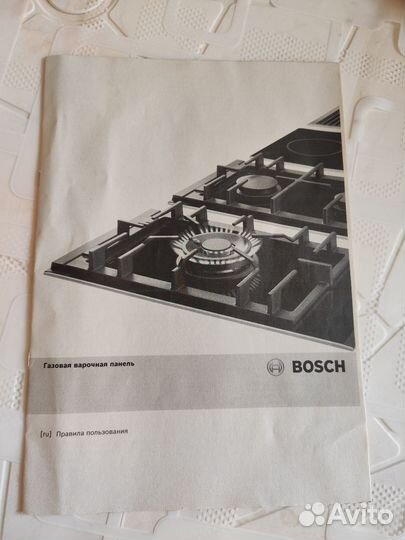 Газовая варочная панель
BOSCH
[ru] Правила пользования
Avito